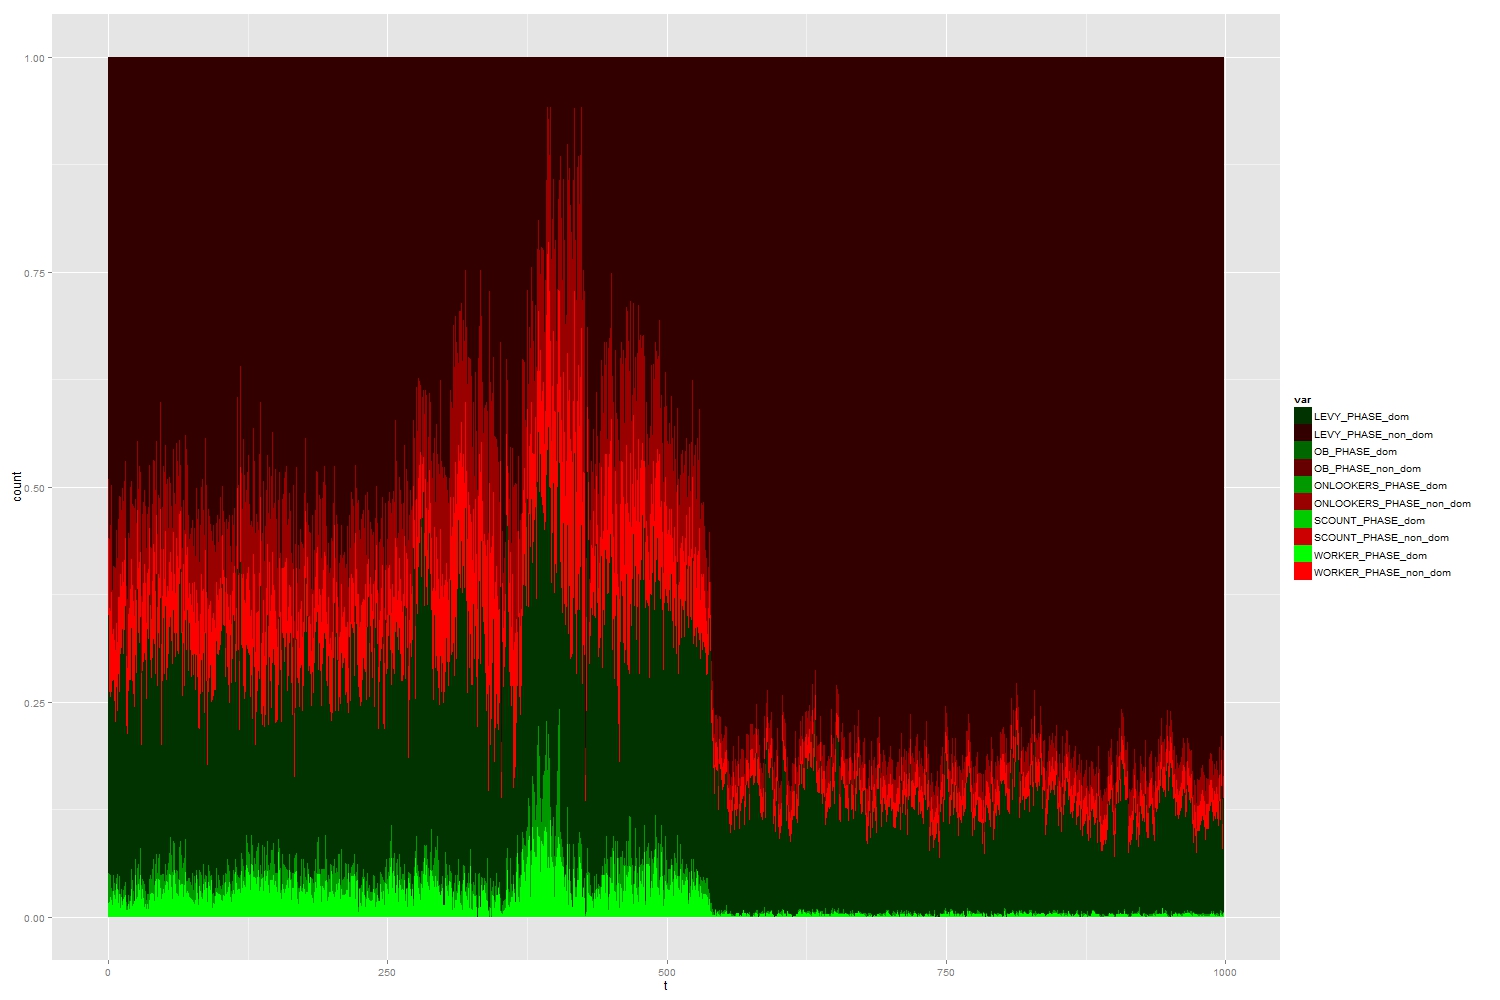 1.00
0.75
0.50
0.25
0.00
count
0
250
500
750
1000
t
var
LEVY_PHASE_dom
LEVY_PHASE_non_dom
OB_PHASE_dom
OB_PHASE_non_dom
ONLOOKERS_PHASE_dom
ONLOOKERS_PHASE_non_dom
SCOUNT_PHASE_dom
SCOUNT_PHASE_non_dom
WORKER_PHASE_dom
WORKER_PHASE_non_dom